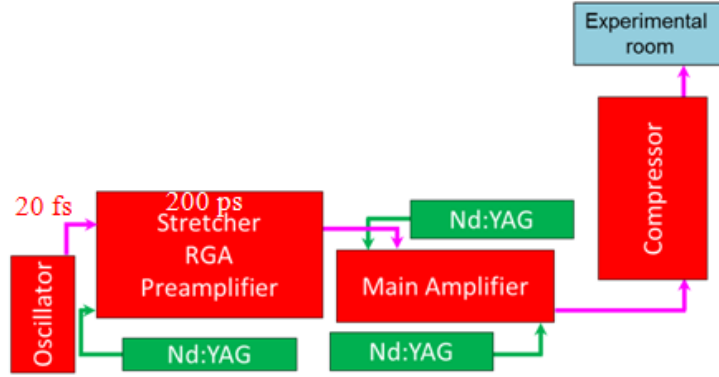 Experimental
room
20 fs
200 ps
Stretcher
RGA
Preamplifier
Oscillator
Nd:YAG
Nd:YAG
Main Amplifier
Nd:YAG
Compressor